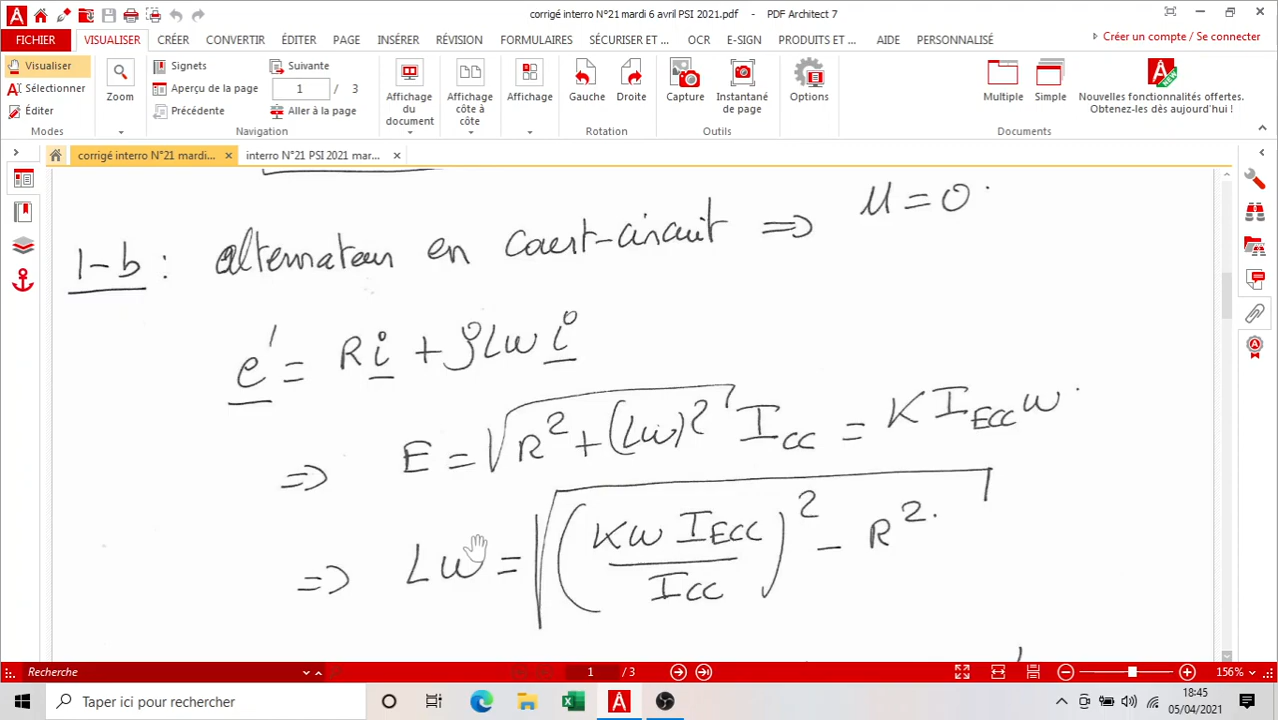 corrigé interro N°21 mardi 6 avril PSI 2021.pdf - PDF Architect 7
FICHIER VISUALISER CRÉER CONVERTIR ÉDITER PAGE INSÉRER RÉVISION FORMULAIRES SÉCURISER ET ... OCR E-SIGN PRODUITS ET ... AIDE PERSONNALISÉ Créer un compte / Se connecter
Visualiser Signets Suivante
Sélectionner Zoom Aperçu de la page 1 / 3 Affichage du document Affichage côte à côte Affichage Gauche Droite Capture Instantané de page Options Multiple Simple Nouvelles fonctionnalités offertes. Obtenez-les dès aujourd'hui !
Éditer Précédente Aller à la page
Modes Navigation Rotation Outils Documents
corrigé interro N°21 mardi... interro N°21 PSI 2021 mar...
1-b : alternateur en court-circuit => U = 0.
e' = Ri + jLω i
=> E = √R² + (Lω)² Icc = K IEcc ω.
=> Lω = √(Kω IEcc / Icc)² - R².
Recherche 1 / 3 156%
Taper ici pour rechercher 18:45
05/04/2021